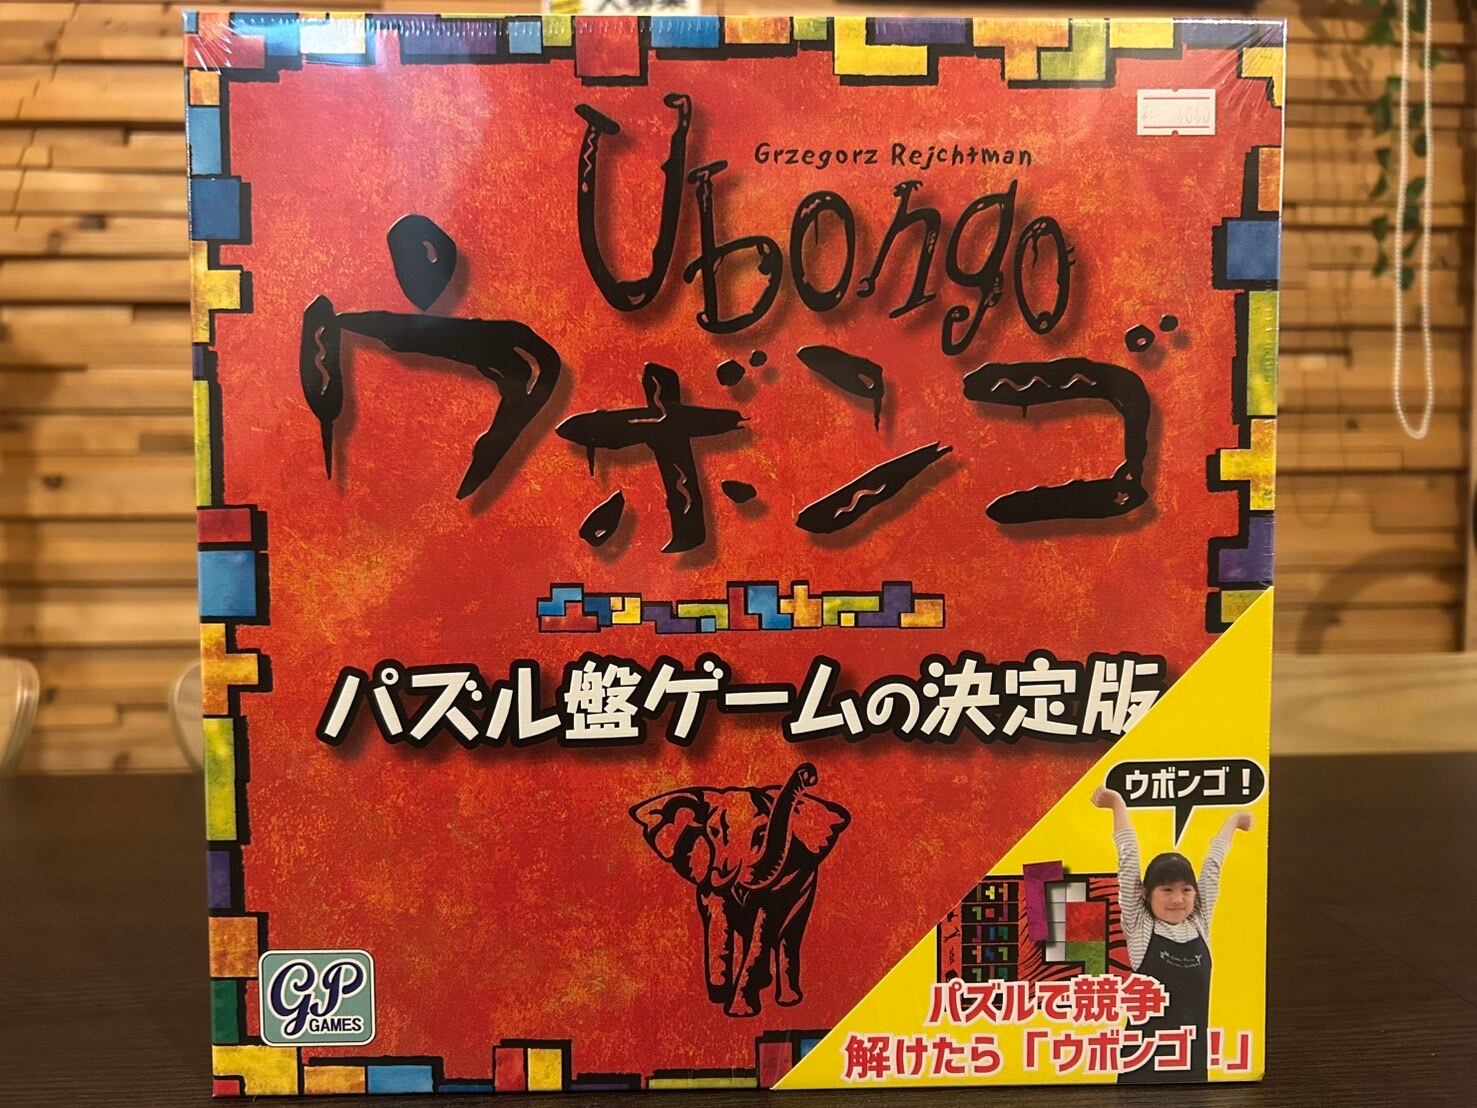 Grzegorz Rejchtman
Ubongo
ウボンゴ
パズル盤ゲームの決定版
ウボンゴ！
パズルで競争
解けたら「ウボンゴ！」
GP
GAMES